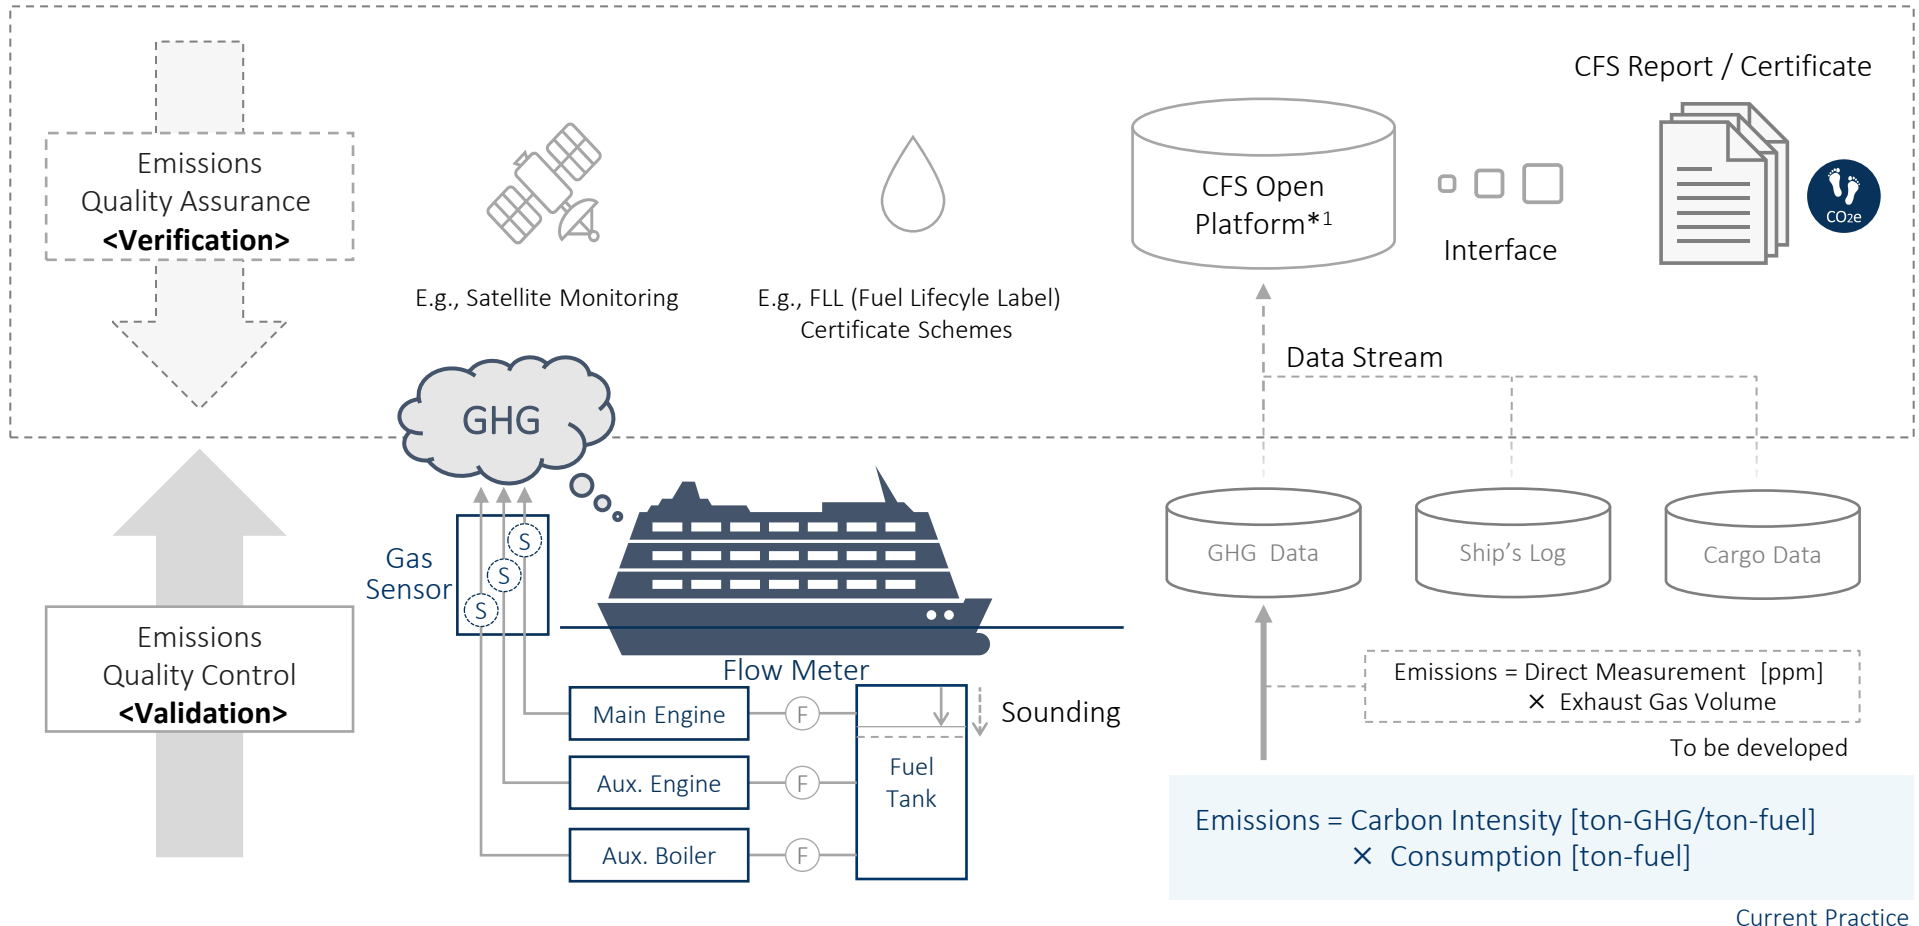 CFS Report / Certificate
Emissions
Quality Assurance
<Verification>
CFS Open
Platform*1
Interface
CO2e
E.g., Satellite Monitoring
E.g., FLL (Fuel Lifecyle Label)
Certificate Schemes
Data Stream
GHG
Gas
Sensor
S
S
S
GHG Data
Ship's Log
Cargo Data
Emissions
Quality Control
<Validation>
Flow Meter
Main Engine
F
Aux. Engine
F
Aux. Boiler
F
Fuel
Tank
Sounding
Emissions = Direct Measurement [ppm]
× Exhaust Gas Volume
To be developed
Emissions = Carbon Intensity [ton-GHG/ton-fuel]
× Consumption [ton-fuel]
Current Practice